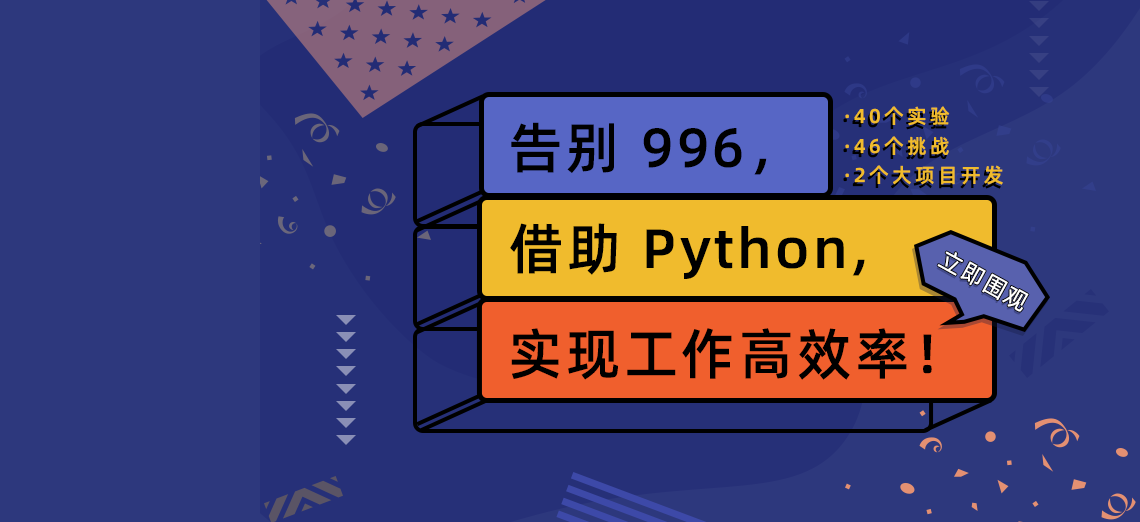 告别 996,
·40个实验
·46个挑战
·2个大项目开发
借助 Python,
立即围观
实现工作高效率!